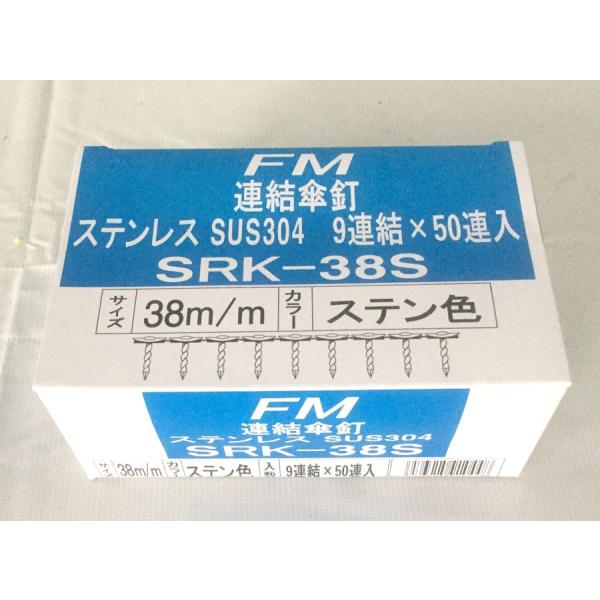 FM
連結傘釘
ステンレス SUS304 9連結×50連入
SRK-38S
サイズ 38m/m カラー ステン色
FM
連結傘釘
ステンレス SUS304
SRK-38S
サイズ 38m/m カラー ステン色 入数 9連結×50連入